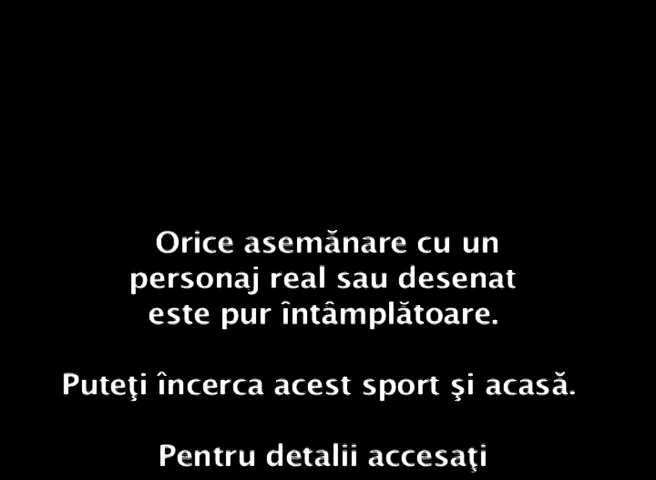 Orice asemănare cu un
personaj real sau desenat
este pur întâmplătoare.
Puteţi încerca acest sport şi acasă.
Pentru detalii accesaţi